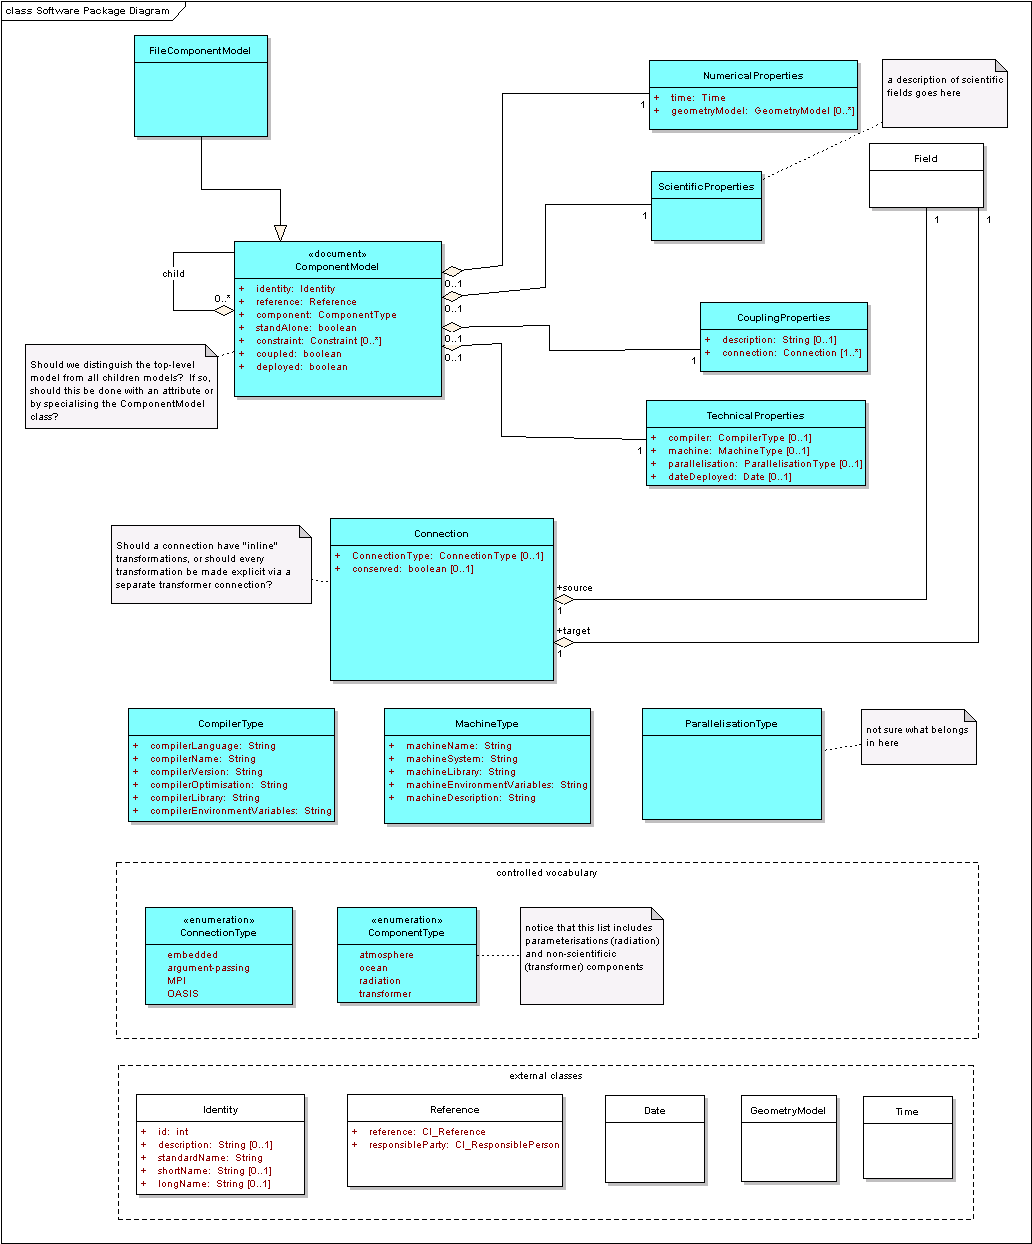 class Software Package Diagram
FileComponentModel
NumericalProperties
+ time: Time
+ geometryModel: GeometryModel [0..*]
1
a description of scientific
fields goes here
Field
1
1
ScientificProperties
1
«document»
ComponentModel
+ identity: Identity
+ reference: Reference
+ component: ComponentType
+ standAlone: boolean
+ constraint: Constraint [0..*]
+ coupled: boolean
+ deployed: boolean
child
0..*
0..1
0..1
0..1
0..1
Should we distinguish the top-level
model from all children models? If so,
should this be done with an attribute or
by specialising the ComponentModel
class?
CouplingProperties
+ description: String [0..1]
+ connection: Connection [1..*]
1
TechnicalProperties
+ compiler: CompilerType [0..1]
+ machine: MachineType [0..1]
+ parallelisation: ParallelisationType [0..1]
+ dateDeployed: Date [0..1]
1
Should a connection have "inline"
transformations, or should every
transformation be made explicit via a
separate transformer connection?
Connection
+ ConnectionType: ConnectionType [0..1]
+ conserved: boolean [0..1]
+source
1
+target
1
CompilerType
+ compilerLanguage: String
+ compilerName: String
+ compilerVersion: String
+ compilerOptimisation: String
+ compilerLibrary: String
+ compilerEnvironmentVariables: String
MachineType
+ machineName: String
+ machineSystem: String
+ machineLibrary: String
+ machineEnvironmentVariables: String
+ machineDescription: String
ParallelisationType
not sure what belongs
in here
controlled vocabulary
«enumeration»
ConnectionType
embedded
argument-passing
MPI
OASIS
«enumeration»
ComponentType
atmosphere
ocean
radiation
transformer
notice that this list includes
parameterisations (radiation)
and non-scientificic
(transformer) components
external classes
Identity
+ id: int
+ description: String [0..1]
+ standardName: String
+ shortName: String [0..1]
+ longName: String [0..1]
Reference
+ reference: CI_Reference
+ responsibleParty: CI_ResponsiblePerson
Date
GeometryModel
Time